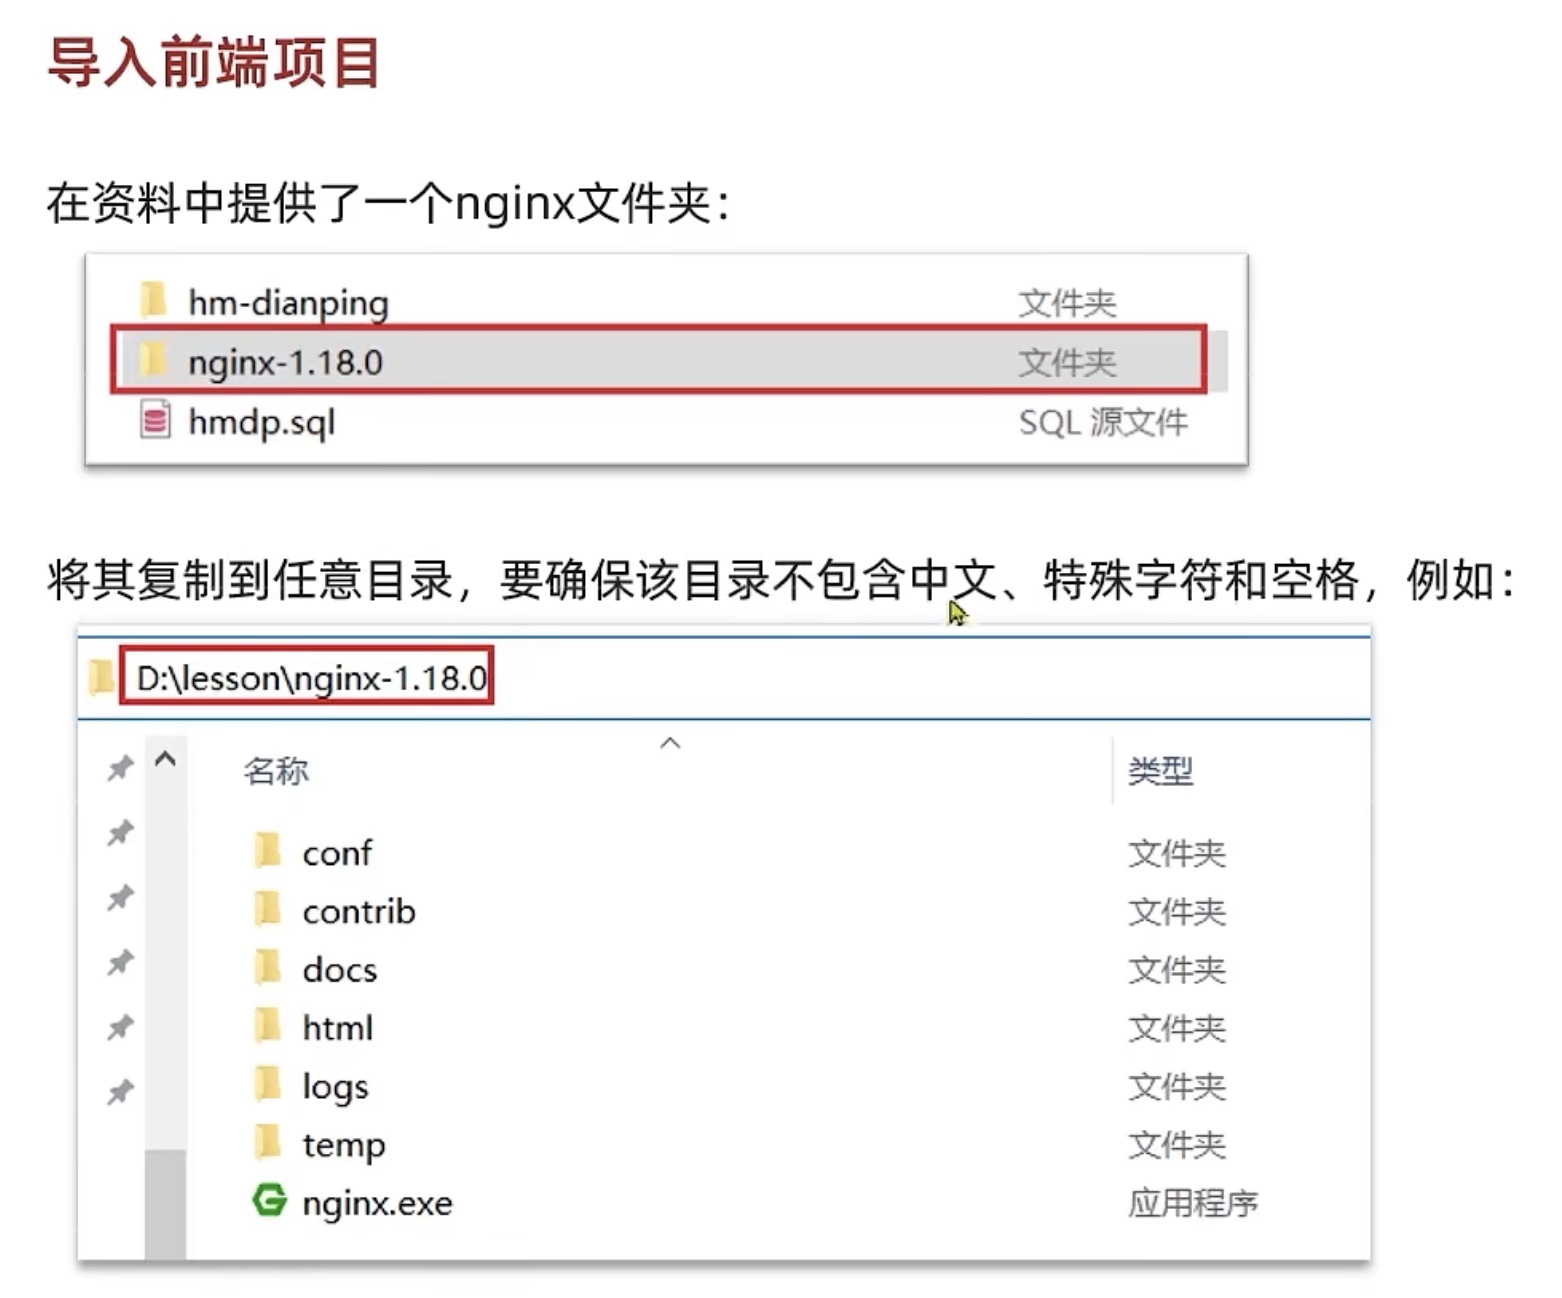 导入前端项目
在资料中提供了一个nginx文件夹：
hm-dianping 文件夹
nginx-1.18.0 文件夹
hmdp.sql SQL 源文件
将其复制到任意目录，要确保该目录不包含中文、特殊字符和空格，例如：
D:\lesson\nginx-1.18.0
名称 类型
conf 文件夹
contrib 文件夹
docs 文件夹
html 文件夹
logs 文件夹
temp 文件夹
nginx.exe 应用程序